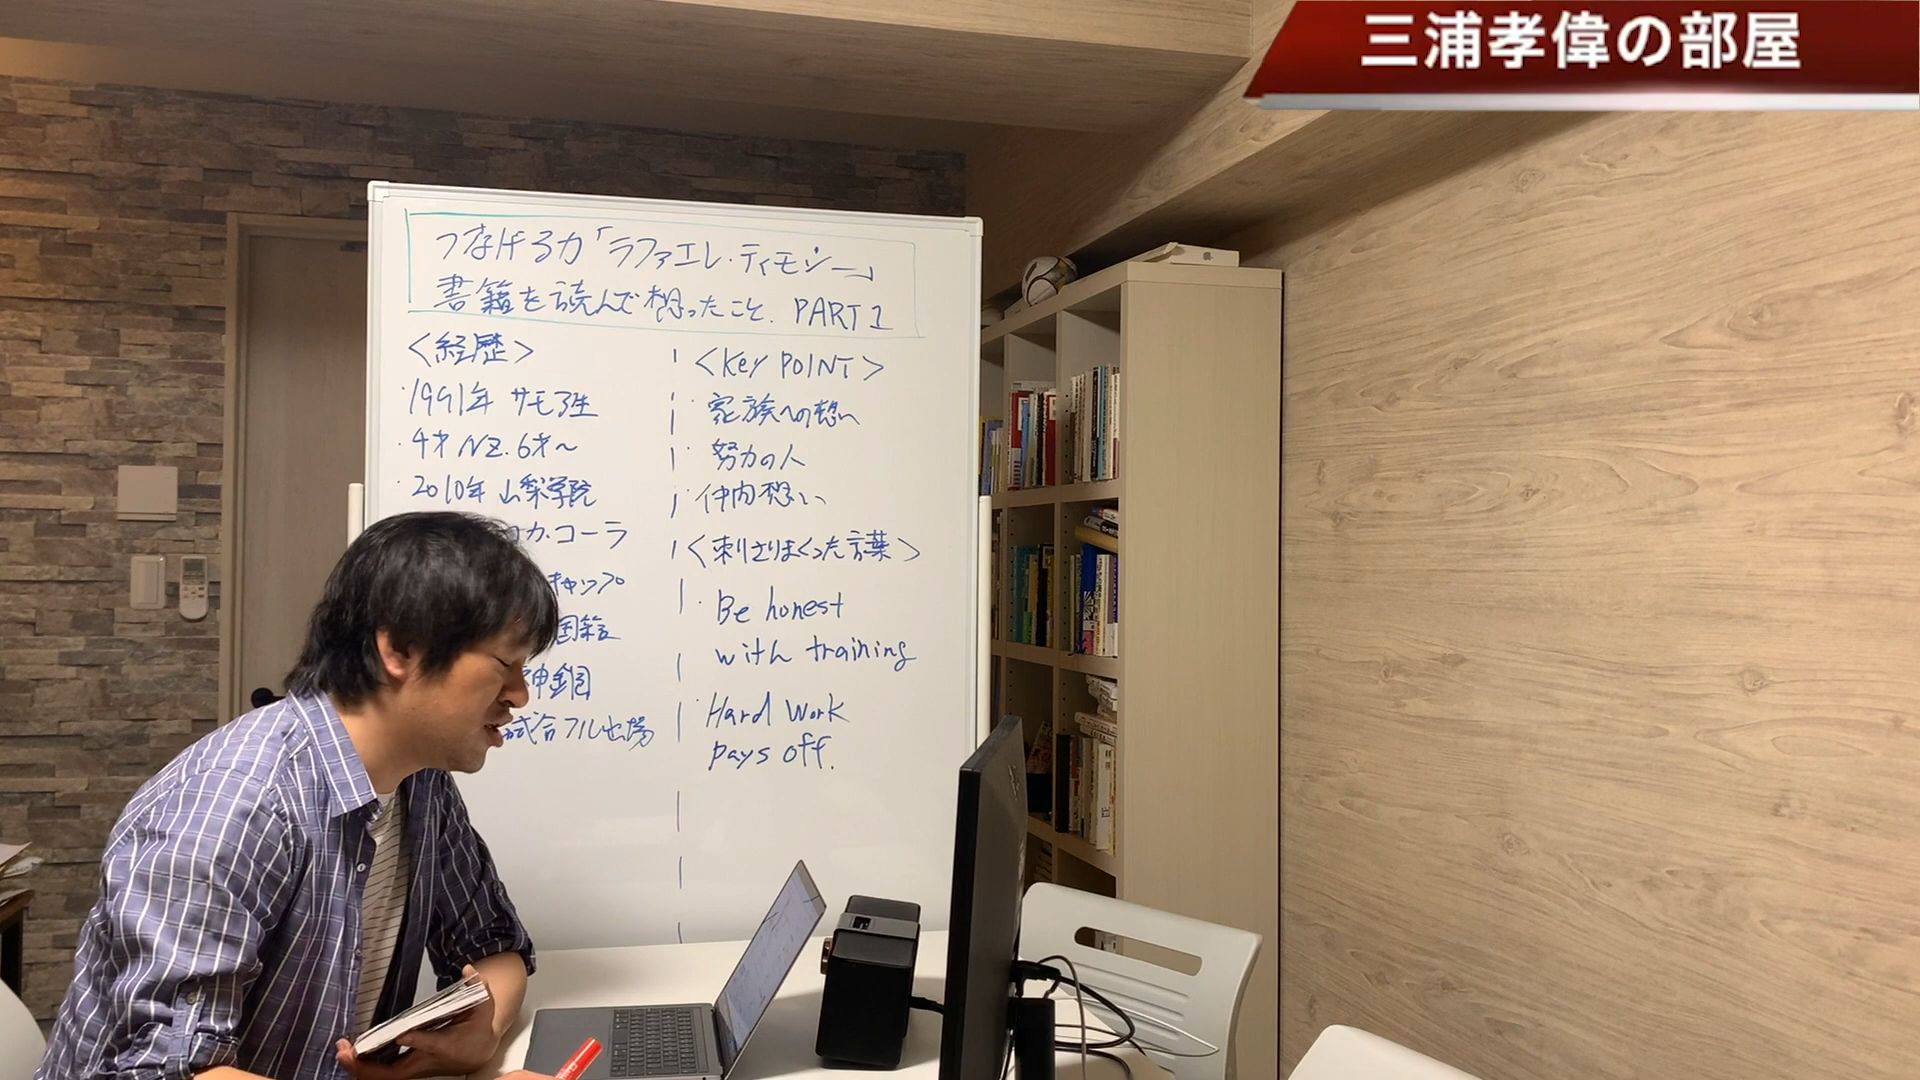 三浦孝偉の部屋
つなげる力「ラファエレ・ティモシー」
書籍を読んで想ったこと. PART1
<経歴>
・1991年 サモア生
・4才 NZ. 6才~
・2010年 山梨学院
コカ・コーラ
キャップ
国籍
神鋼
試合フル出場
<Key POINT>
・家族への想い
・努力の人
・仲内想い
<刺さりまくった言葉>
・Be honest
with training
・Hard Work
pays off.